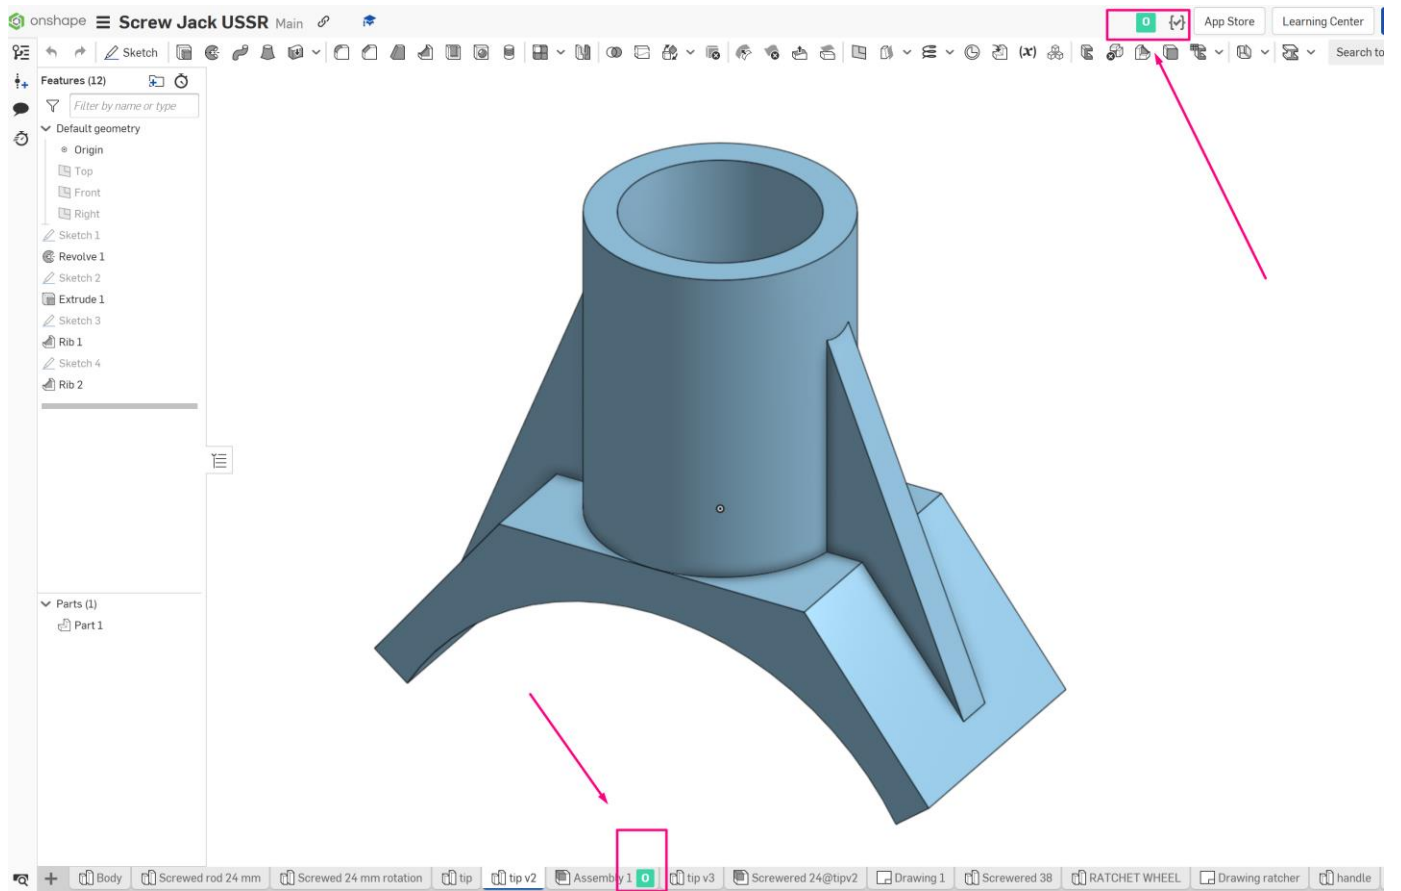 onshape Screw Jack USSR Main O App Store Learning Center
Sketch (x) Search to
Features (12)
Filter by name or type
Default geometry
Origin
Top
Front
Right
Sketch 1
Revolve 1
Sketch 2
Extrude 1
Sketch 3
Rib 1
Sketch 4
Rib 2
Parts (1)
Part 1
Body Screwed rod 24 mm Screwed 24 mm rotation tip tip v2 Assembly 1 O tip v3 Screwered 24@tipv2 Drawing 1 Screwered 38 RATCHET WHEEL Drawing ratcher handle